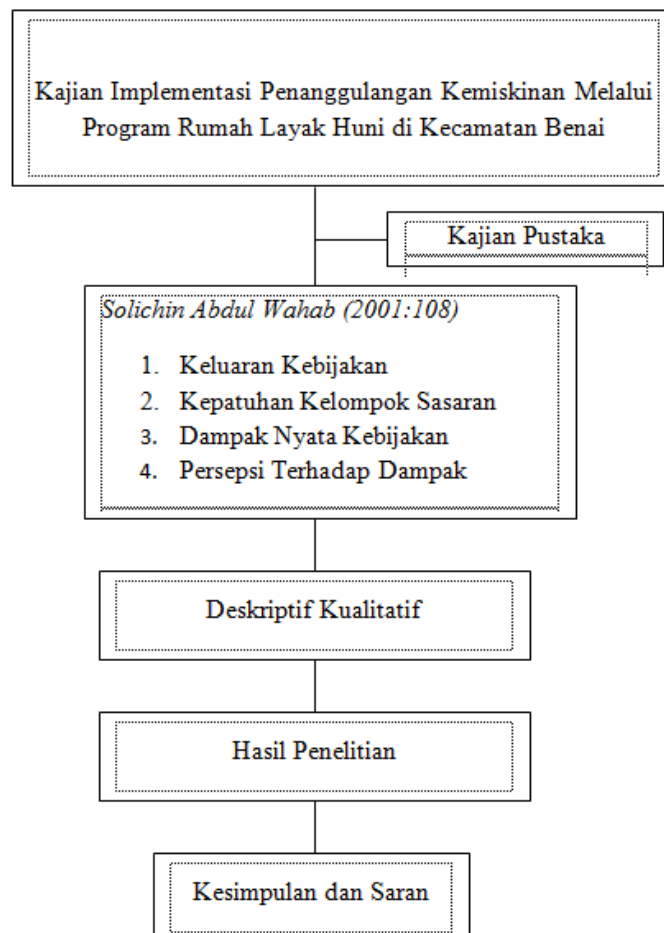 Kajian Implementasi Penanggulangan Kemiskinan Melalui
Program Rumah Layak Huni di Kecamatan Benai
Kajian Pustaka
Solichin Abdul Wahab (2001:108)
1. Keluaran Kebijakan
2. Kepatuhan Kelompok Sasaran
3. Dampak Nyata Kebijakan
4. Persepsi Terhadap Dampak
Deskriptif Kualitatif
Hasil Penelitian
Kesimpulan dan Saran